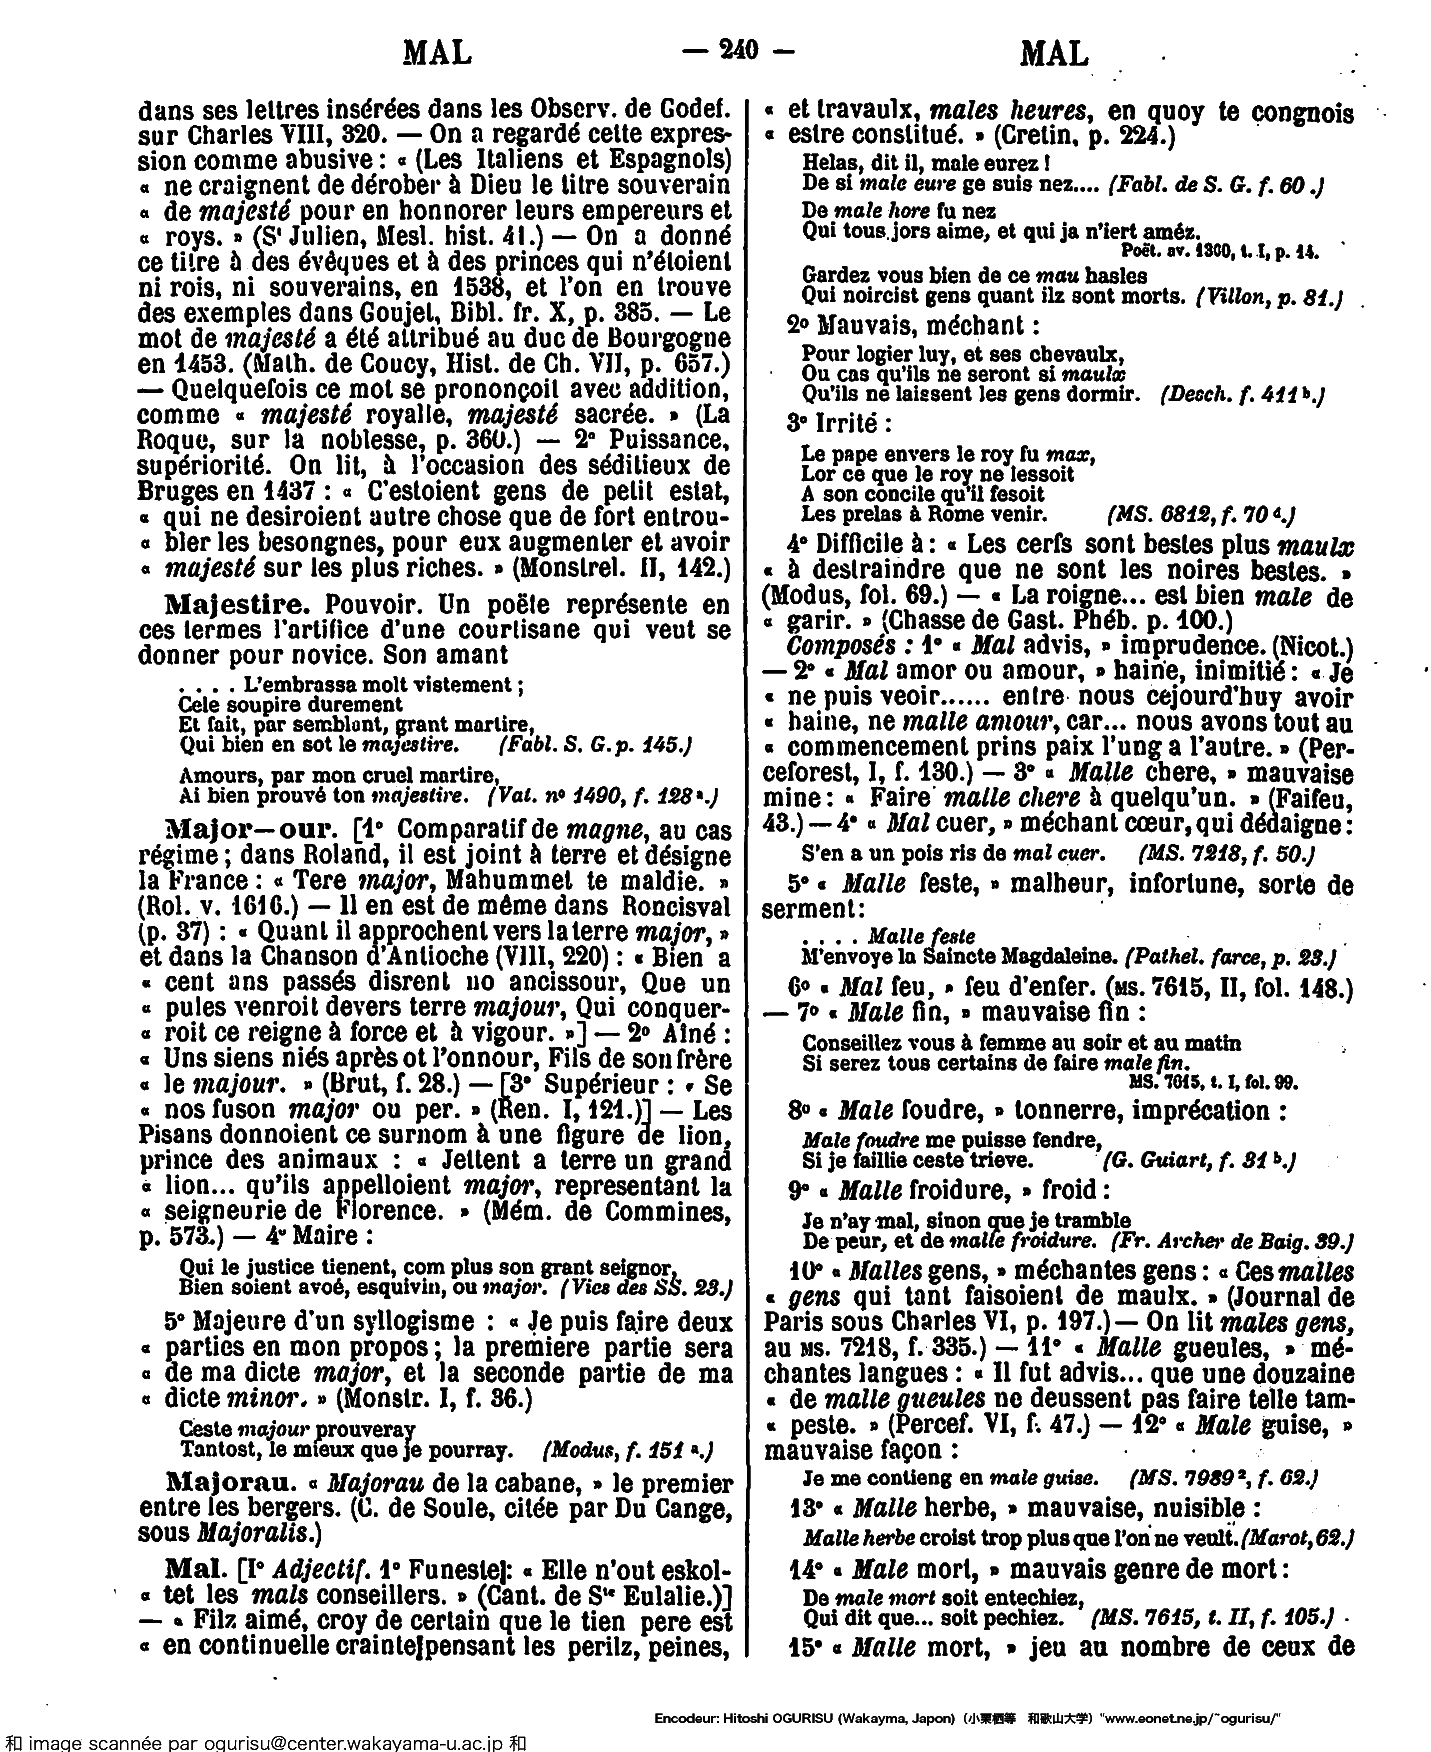 MAL — 240 — MAL
dans ses lettres insérées dans les Observ. de Godef.
sur Charles VIII, 320. — On a regardé cette expres-
sion comme abusive : « (Les Italiens et Espagnols)
« ne craignent de dérober à Dieu le titre souverain
« de majesté pour en honnorer leurs empereurs et
« roys. » (St Julien, Mesl. hist. 41.) — On a donné
ce titre à des évêques et à des princes qui n'étoient
ni rois, ni souverains, en 1538, et l'on en trouve
des exemples dans Goujet, Bibl. fr. X, p. 385. — Le
mot de majesté a été attribué au duc de Bourgogne
en 1453. (Math. de Coucy, Hist. de Ch. VII, p. 657.)
— Quelquefois ce mot se prononçoit avec addition,
comme « majesté royalle, majesté sacrée. » (La
Roque, sur la noblesse, p. 360.) — 2° Puissance,
supériorité. On lit, à l'occasion des séditieux de
Bruges en 1437 : « C'estoient gens de petit estat,
« qui ne desiroient autre chose que de fort entrou-
« bler les besongnes, pour eux augmenter et avoir
« majesté sur les plus riches. » (Monstrel. II, 142.)
Majestire. Pouvoir. Un poëte représente en
ces termes l'artifice d'une courtisane qui veut se
donner pour novice. Son amant
. . . . L'embrassa molt vistement ;
Cele soupire durement
Et fait, par semblant, grant martire,
Qui bien en sot le majestire. (Fabl. S. G. p. 145.)
Amours, par mon cruel martire,
Ai bien prouvé ton majestire. (Vat. n° 1490, f. 128 a.)
Major—our. [1° Comparatif de magne, au cas
régime ; dans Roland, il est joint à terre et désigne
la France : « Tere major, Mahummet te maldie. »
(Rol. v. 1616.) — Il en est de même dans Roncisval
(p. 37) : « Quant il approchent vers la terre major, »
et dans la Chanson d'Antioche (VIII, 220) : « Bien a
« cent ans passés disrent no ancissour, Que un
« pules venroit devers terre majour, Qui conquer-
« roit ce reigne à force et à vigour. »] — 2° Aîné :
« Uns siens niés après ot l'onnour, Fils de son frère
« le majour. » (Brut, f. 28.) — [3° Supérieur : « Se
« nos fuson major ou per. » (Ren. I, 121.)] — Les
Pisans donnoient ce surnom à une figure de lion,
prince des animaux : « Jettent a terre un grand
« lion... qu'ils appelloient major, representant la
« seigneurie de Florence. » (Mém. de Commines,
p. 573.) — 4° Maire :
Qui le justice tienent, com plus son grant seignor,
Bien soient avoé, esquivin, ou major. (Vies des SS. 23.)
5° Majeure d'un syllogisme : « Je puis faire deux
« parties en mon propos ; la premiere partie sera
« de ma dicte major, et la seconde partie de ma
« dicte minor. » (Monstr. I, f. 36.)
Ceste majour prouveray
Tantost, le mieux que je pourray. (Modus, f. 151 a.)
Majorau. « Majorau de la cabane, » le premier
entre les bergers. (C. de Soule, citée par Du Cange,
sous Majoralis.)
Mal. [I° Adjectif. 1° Funeste]: « Elle n'out eskol-
« tet les mals conseillers. » (Cant. de Ste Eulalie.)]
— « Filz aimé, croy de certain que le tien pere est
« en continuelle crainte]pensant les perilz, peines,
« et travaulx, males heures, en quoy te congnois
« estre constitué. » (Cretin, p. 224.)
Helas, dit il, male eurez !
De si male eure ge suis nez.... (Fabl. de S. G. f. 60.)
De male hore fu nez
Qui tous jors aime, et qui ja n'iert améz.
Poët. av. 1300, t. I, p. 14.
Gardez vous bien de ce mau hasles
Qui noircist gens quant ilz sont morts. (Villon, p. 81.)
2° Mauvais, méchant :
Pour logier luy, et ses chevaulx,
Ou cas qu'ils ne seront si maulx
Qu'ils ne laissent les gens dormir. (Desch. f. 411 b.)
3° Irrité :
Le pape envers le roy fu max,
Lor ce que le roy ne lessoit
A son concile qu'il fesoit
Les prelas à Rome venir. (MS. 6812, f. 70 d.)
4° Difficile à : « Les cerfs sont bestes plus maulx
« à destraindre que ne sont les noires bestes. »
(Modus, fol. 69.) — « La roigne... est bien male de
« garir. » (Chasse de Gast. Phéb. p. 100.)
Composés : 1° « Mal advis, » imprudence. (Nicot.)
— 2° « Mal amor ou amour, » haine, inimitié : « Je
« ne puis veoir...... entre nous cejourd'huy avoir
« haine, ne malle amour, car... nous avons tout au
« commencement prins paix l'ung a l'autre. » (Per-
ceforest, I, f. 130.) — 3° « Malle chere, » mauvaise
mine : « Faire malle chere à quelqu'un. » (Faifeu,
43.) — 4° « Mal cuer, » méchant cœur, qui dédaigne :
S'en a un pois ris de mal cuer. (MS. 7218, f. 50.)
5° « Malle feste, » malheur, infortune, sorte de
serment :
. . . . Malle feste
M'envoye la Saincte Magdaleine. (Pathel. farce, p. 23.)
6° « Mal feu, » feu d'enfer. (MS. 7615, II, fol. 148.)
— 7° « Male fin, » mauvaise fin :
Conseillez vous à femme au soir et au matin
Si serez tous certains de faire male fin.
MS. 7615, t. I, fol. 99.
8° « Male foudre, » tonnerre, imprécation :
Male foudre me puisse fendre,
Si je faillie ceste trieve. (G. Guiart, f. 31 b.)
9° « Malle froidure, » froid :
Je n'ay mal, sinon que je tramble
De peur, et de malle froidure. (Fr. Archer de Baig. 39.)
10° « Malles gens, » méchantes gens : « Ces malles
« gens qui tant faisoient de maulx. » (Journal de
Paris sous Charles VI, p. 197.) — On lit males gens,
au MS. 7218, f. 335.) — 11° « Malle gueules, » mé-
chantes langues : « Il fut advis... que une douzaine
« de malle gueules ne deussent pas faire telle tam-
« peste. » (Percef. VI, f. 47.) — 12° « Male guise, »
mauvaise façon :
Je me contieng en male guise. (MS. 7989 2, f. 62.)
13° « Malle herbe, » mauvaise, nuisible :
Malle herbe croist trop plus que l'on ne veult. (Marot, 62.)
14° « Male mort, » mauvais genre de mort :
De male mort soit entechiez,
Qui dit que... soit pechiez. (MS. 7615, t. II, f. 105.)
15° « Malle mort, » jeu au nombre de ceux de
Encodeur: Hitoshi OGURISU (Wakayma, Japon) (小栗栖等 和歌山大学) "www.eonet.ne.jp/~ogurisu/"
和 image scannée par ogurisu@center.wakayama-u.ac.jp 和